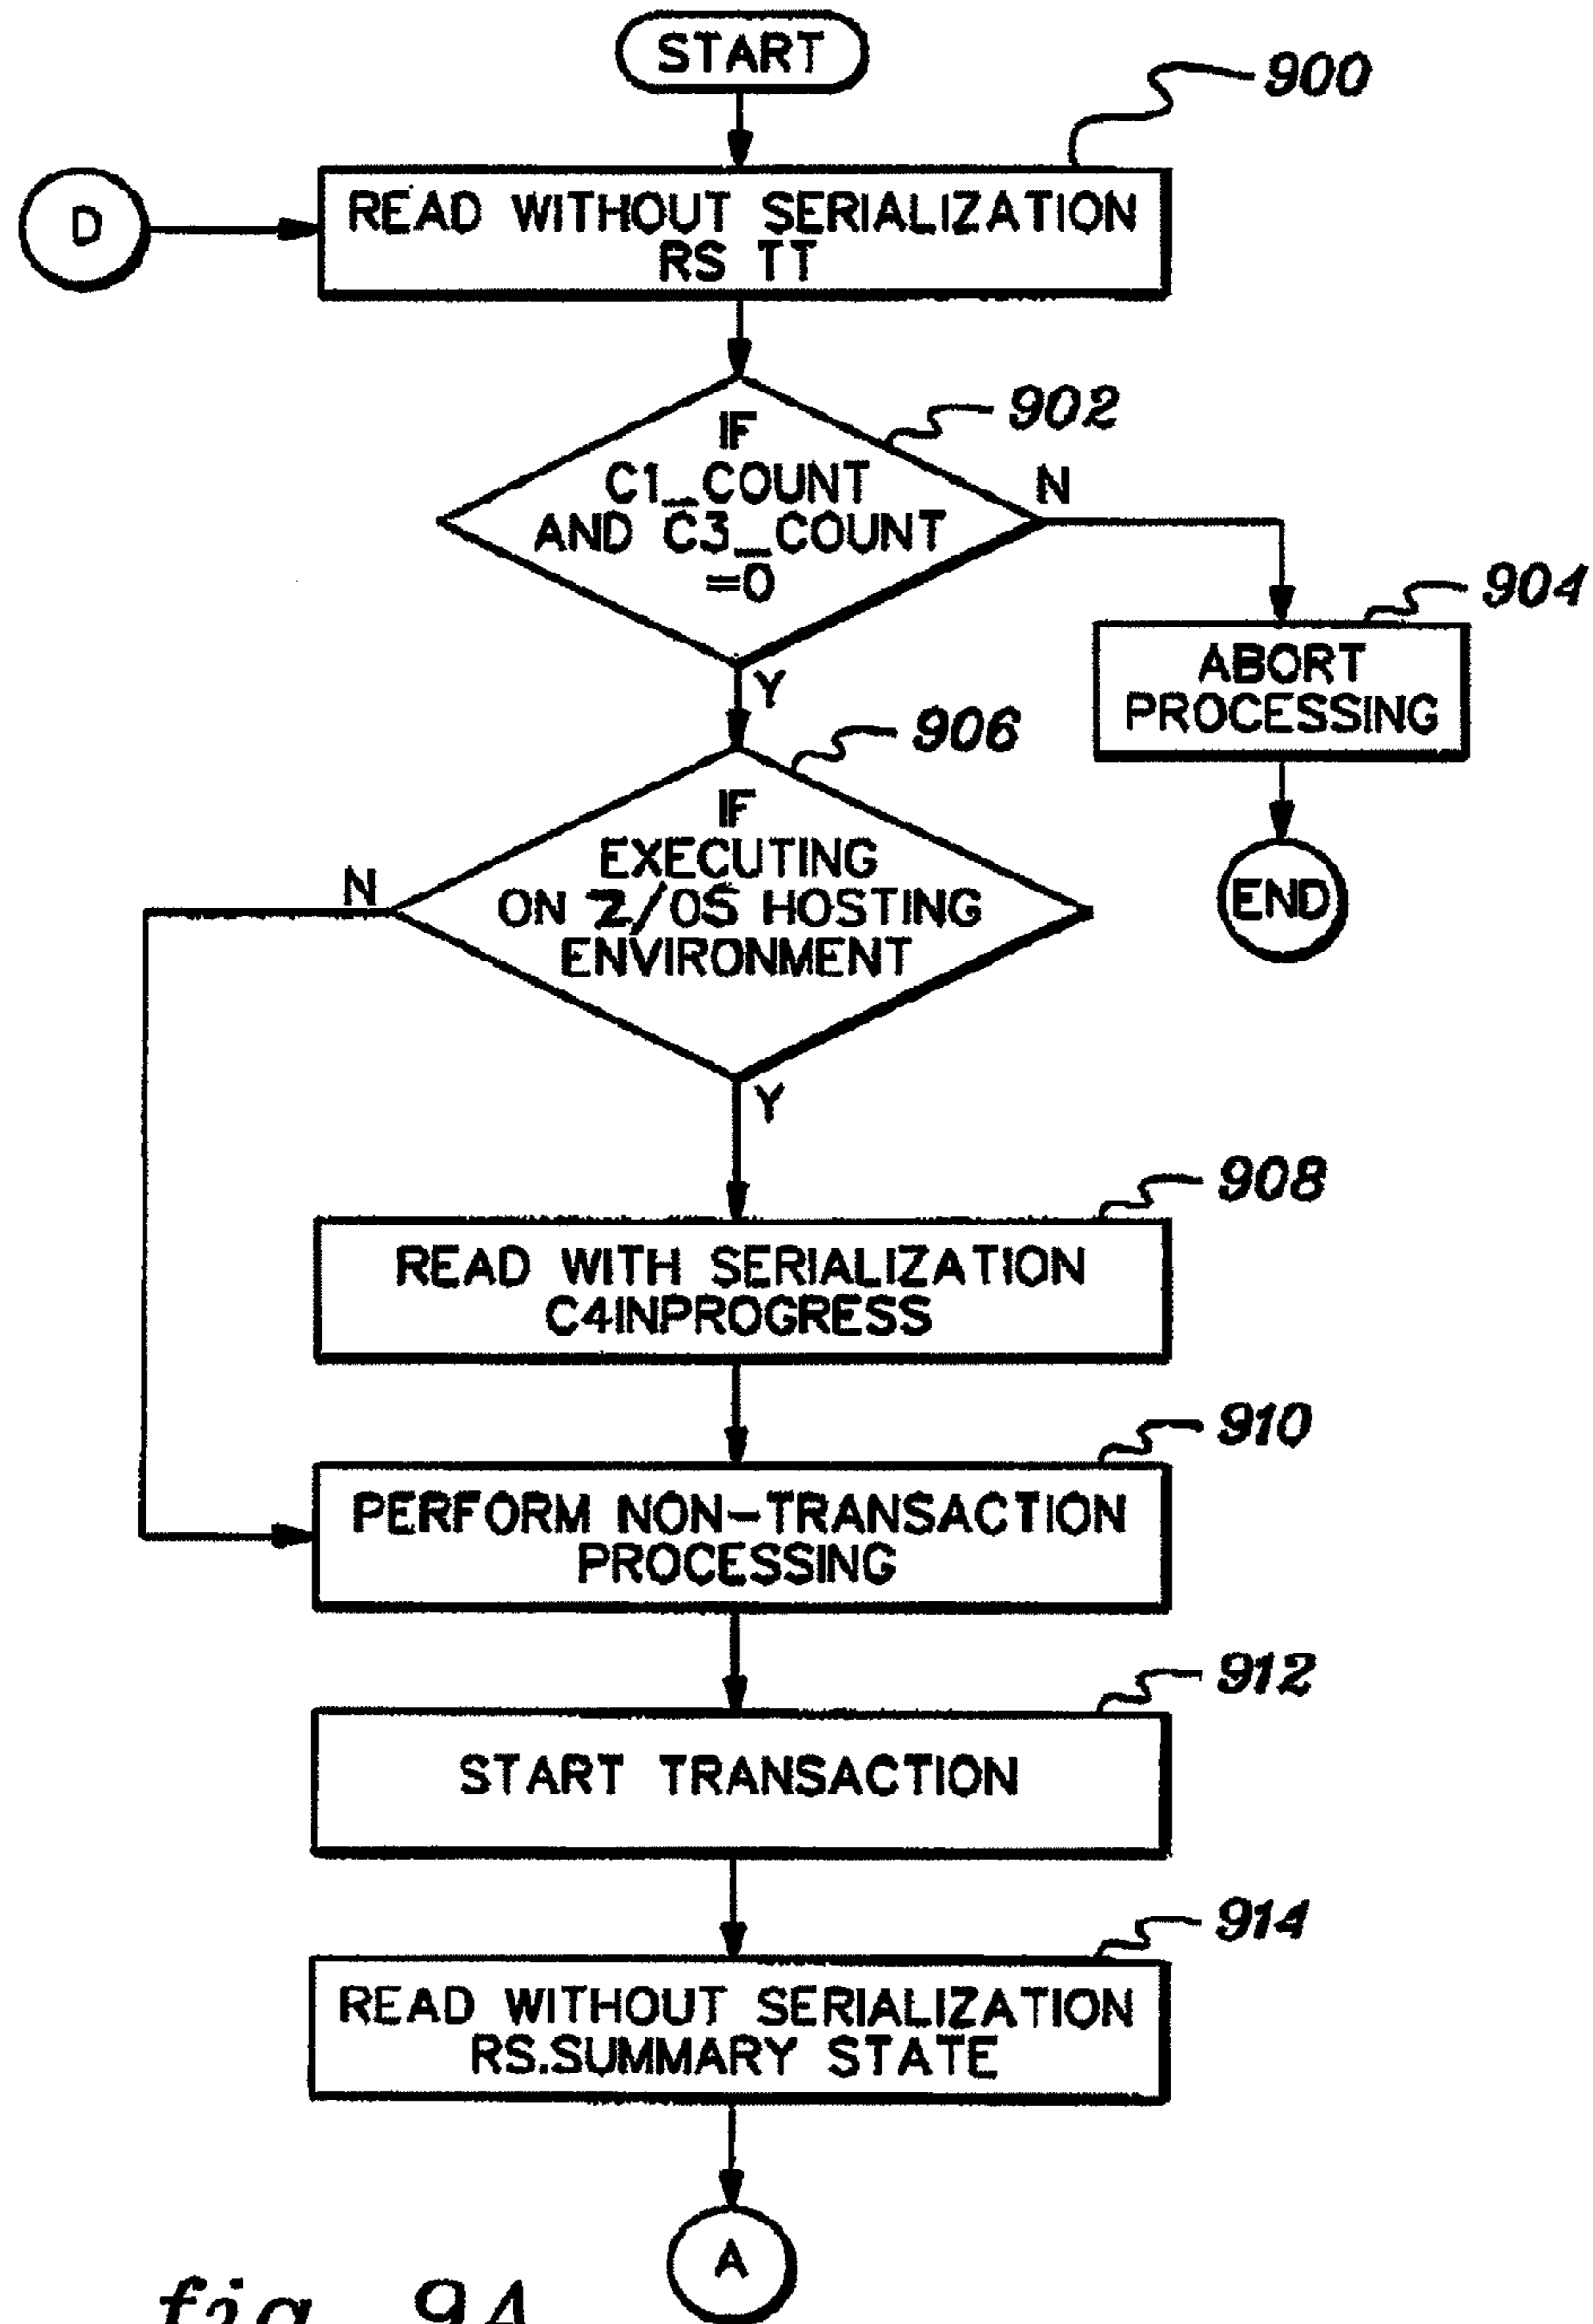 START
900
D
READ WITHOUT SERIALIZATION
RS TT
902
IF
C1_COUNT
AND C3_COUNT
=0
N
904
ABORT
PROCESSING
Y
906
IF
EXECUTING
ON Z/OS HOSTING
ENVIRONMENT
N
END
Y
908
READ WITH SERIALIZATION
C4INPROGRESS
910
PERFORM NON-TRANSACTION
PROCESSING
912
START TRANSACTION
914
READ WITHOUT SERIALIZATION
RS.SUMMARY STATE
A
fig. 9A